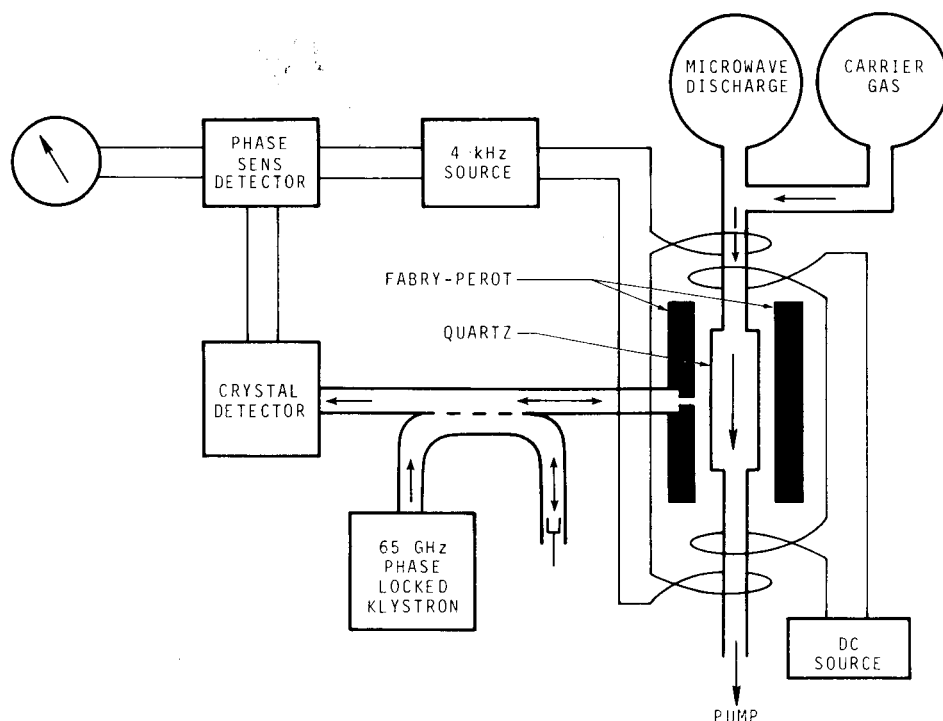 MICROWAVE
DISCHARGE
CARRIER
GAS
PHASE
SENS
DETECTOR
4 kHz
SOURCE
FABRY-PEROT
QUARTZ
CRYSTAL
DETECTOR
65 GHz
PHASE
LOCKED
KLYSTRON
DC
SOURCE
PUMP